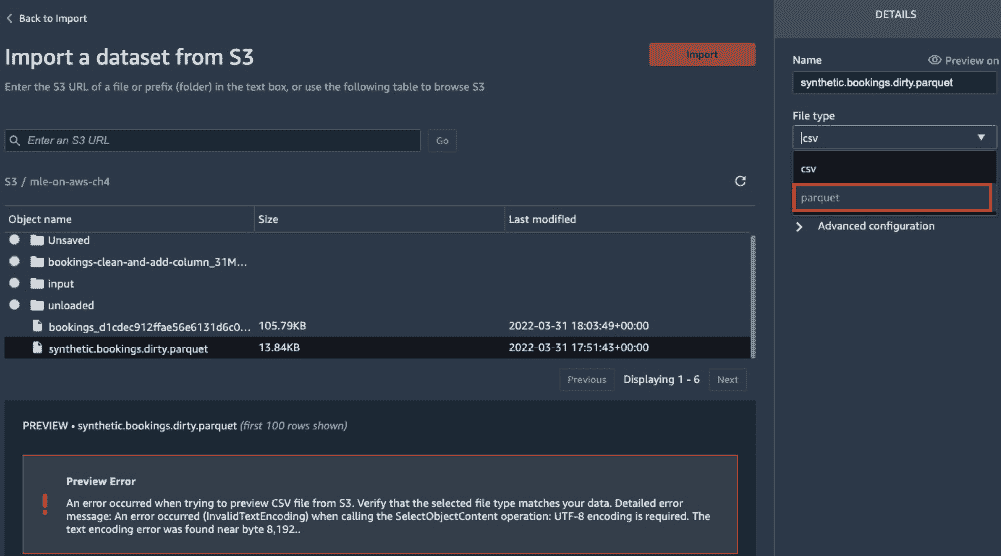 Back to Import
Import a dataset from S3
Import
Enter the S3 URL of a file or prefix (folder) in the text box, or use the following table to browse S3
Enter an S3 URL
Go
S3 / mle-on-aws-ch4
Object name Size Last modified
Unsaved
bookings-clean-and-add-column_31M...
input
unloaded
bookings_d1cdec912ffae56e6131d6c0... 105.79KB 2022-03-31 18:03:49+00:00
synthetic.bookings.dirty.parquet 13.84KB 2022-03-31 17:51:43+00:00
Previous Displaying 1 - 6 Next
PREVIEW • synthetic.bookings.dirty.parquet (first 100 rows shown)
Preview Error
An error occurred when trying to preview CSV file from S3. Verify that the selected file type matches your data. Detailed error
message: An error occurred (InvalidTextEncoding) when calling the SelectObjectContent operation: UTF-8 encoding is required. The
text encoding error was found near byte 8,192..
DETAILS
Name Preview on
synthetic.bookings.dirty.parquet
File type
csv
csv
parquet
Advanced configuration